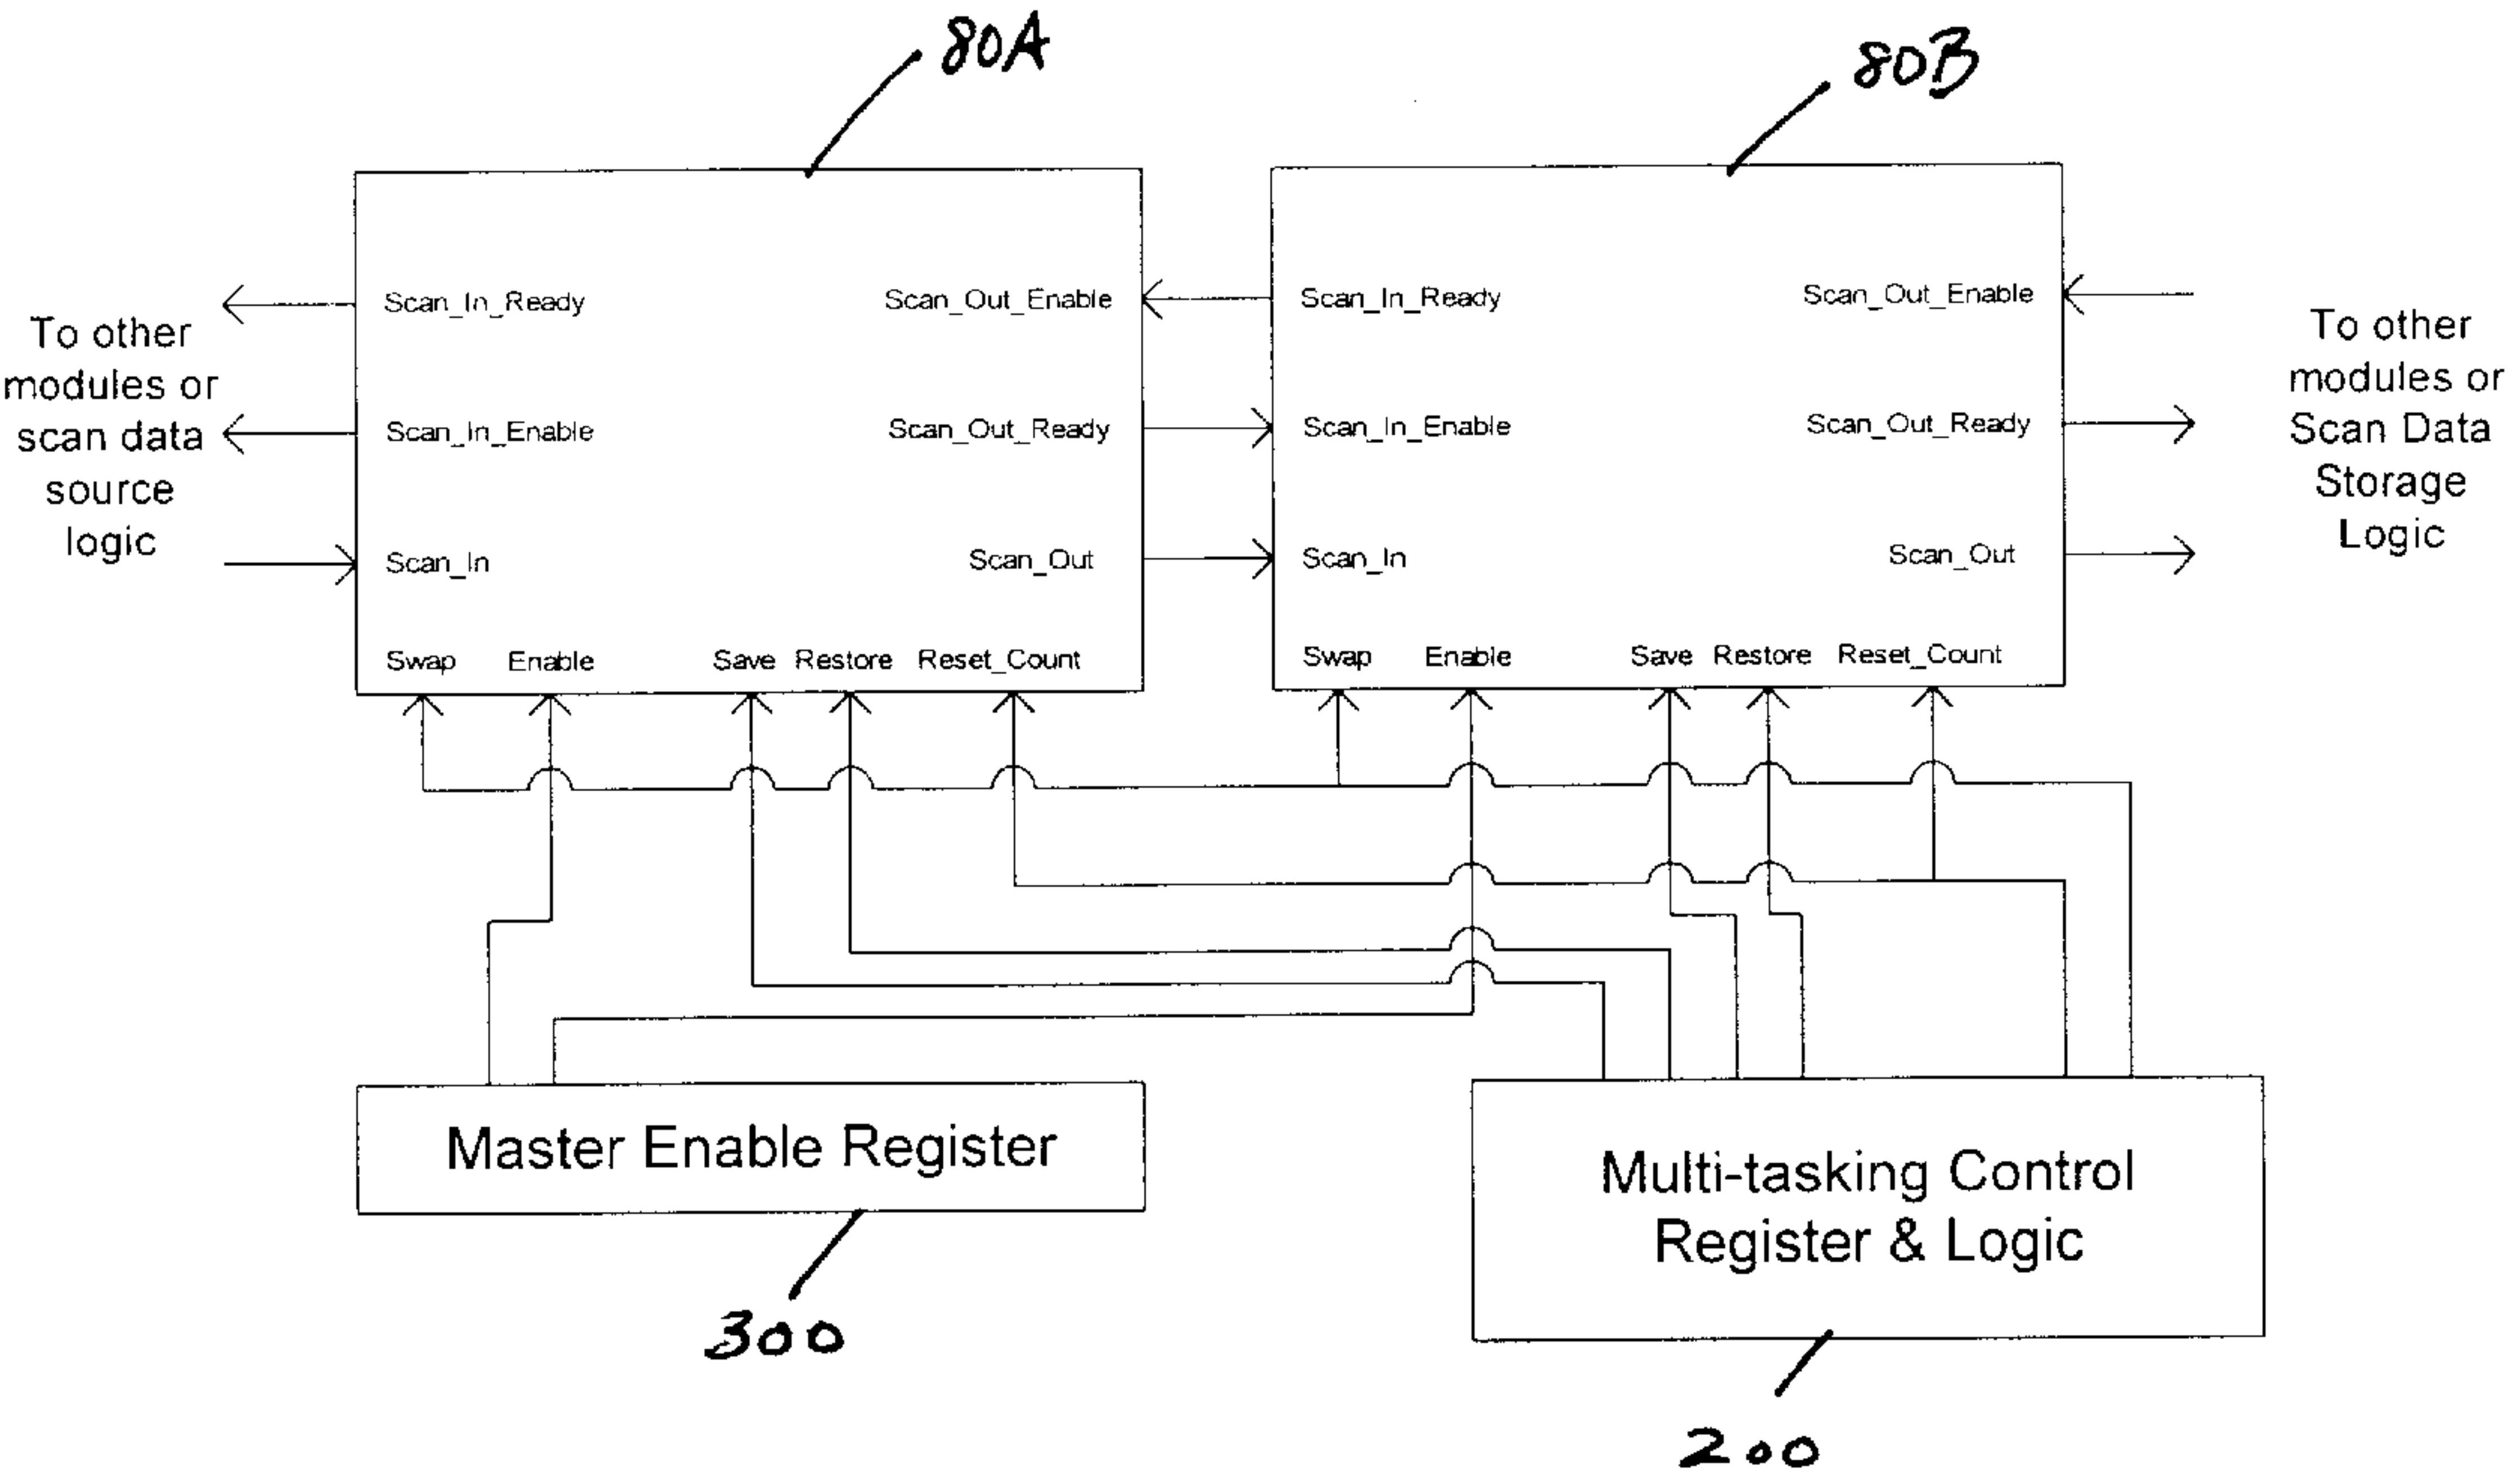 80A
80B
Scan_In_Ready
Scan_Out_Enable
Scan_In_Ready
Scan_Out_Enable
To other
modules or
scan data
source
logic
Scan_In_Enable
Scan_Out_Ready
Scan_In_Enable
Scan_Out_Ready
To other
modules or
Scan Data
Storage
Logic
Scan_In
Scan_Out
Scan_In
Scan_Out
Swap Enable Save Restore Reset_Count
Swap Enable Save Restore Reset_Count
Master Enable Register
Multi-tasking Control
Register & Logic
300
200